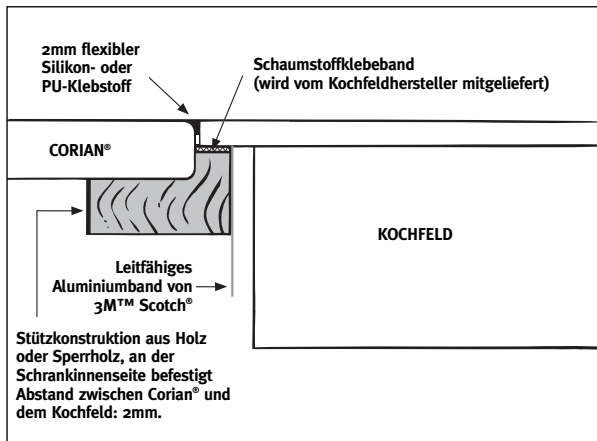 2mm flexibler
Silikon- oder
PU-Klebstoff
Schaumstoffklebeband
(wird vom Kochfeldhersteller mitgeliefert)
CORIAN®
KOCHFELD
Leitfähiges
Aluminiumband von
3M™ Scotch®
Stützkonstruktion aus Holz
oder Sperrholz, an der
Schrankinnenseite befestigt
Abstand zwischen Corian® und
dem Kochfeld: 2mm.